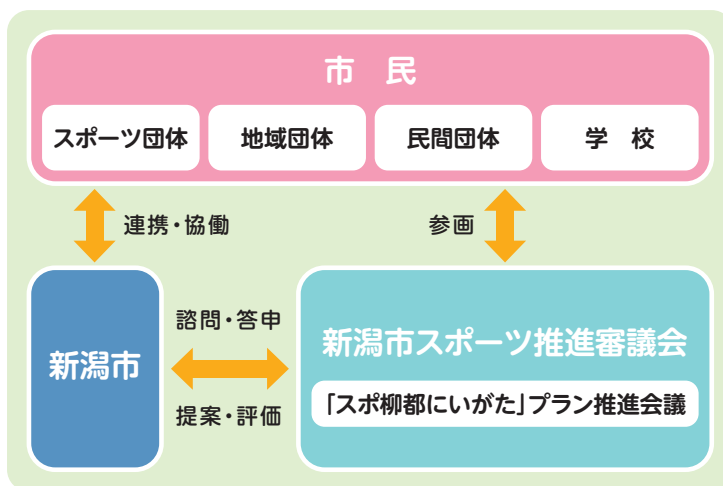 市　民
スポーツ団体
地域団体
民間団体
学　校
連携・協働
参画
新潟市
諮問・答申
提案・評価
新潟市スポーツ推進審議会
「スポ柳都にいがた」プラン推進会議